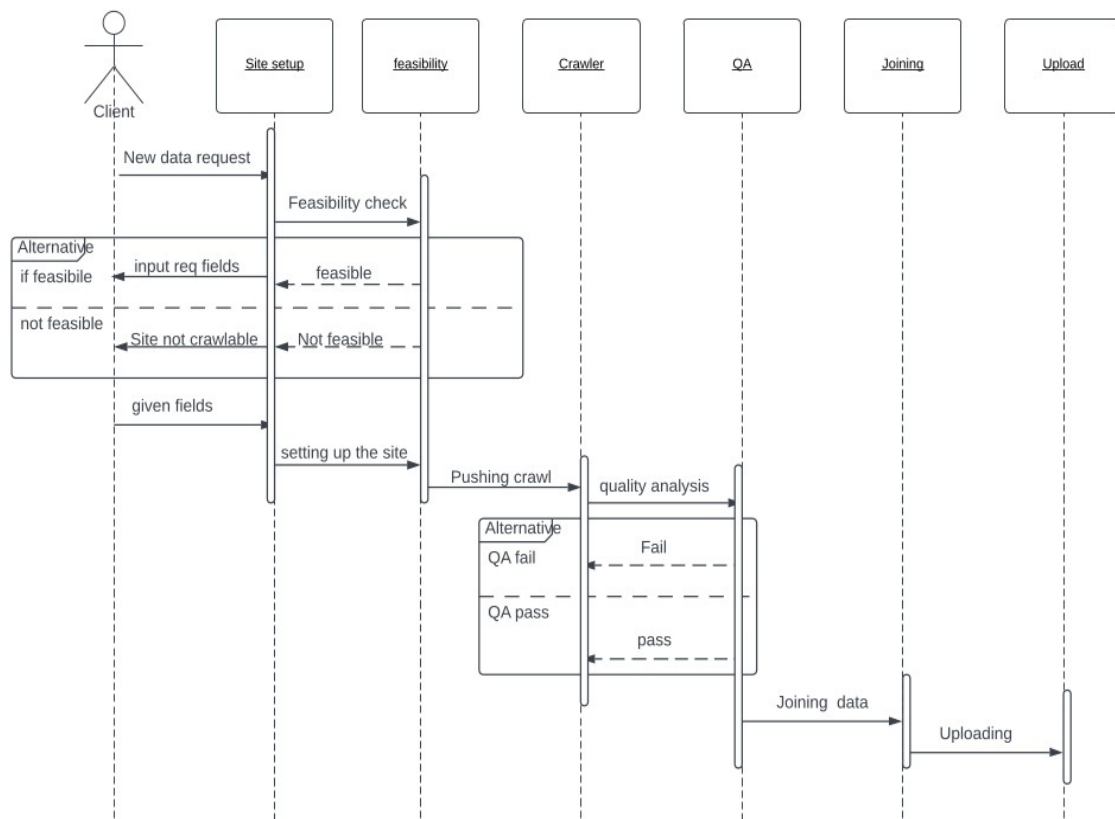 Client
Site setup
feasibility
Crawler
QA
Joining
Upload
New data request
Feasibility check
Alternative
if feasibile
input req fields
feasible
not feasible
Site not crawlable
Not feasible
given fields
setting up the site
Pushing crawl
quality analysis
Alternative
QA fail
Fail
QA pass
pass
Joining data
Uploading